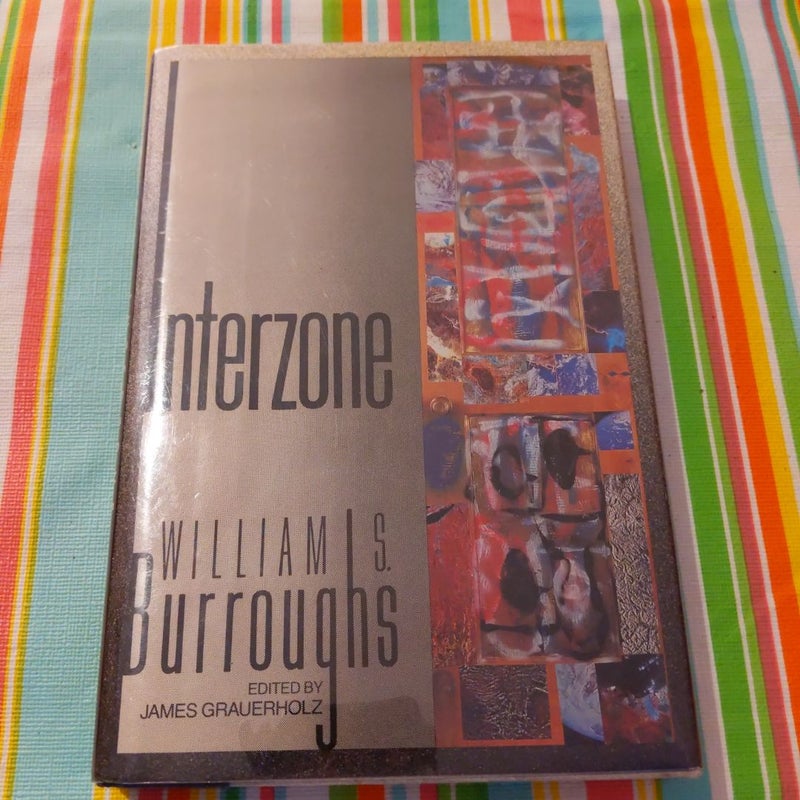 Interzone
WILLIAM S.
Burroughs
EDITED BY
JAMES GRAUERHOLZ